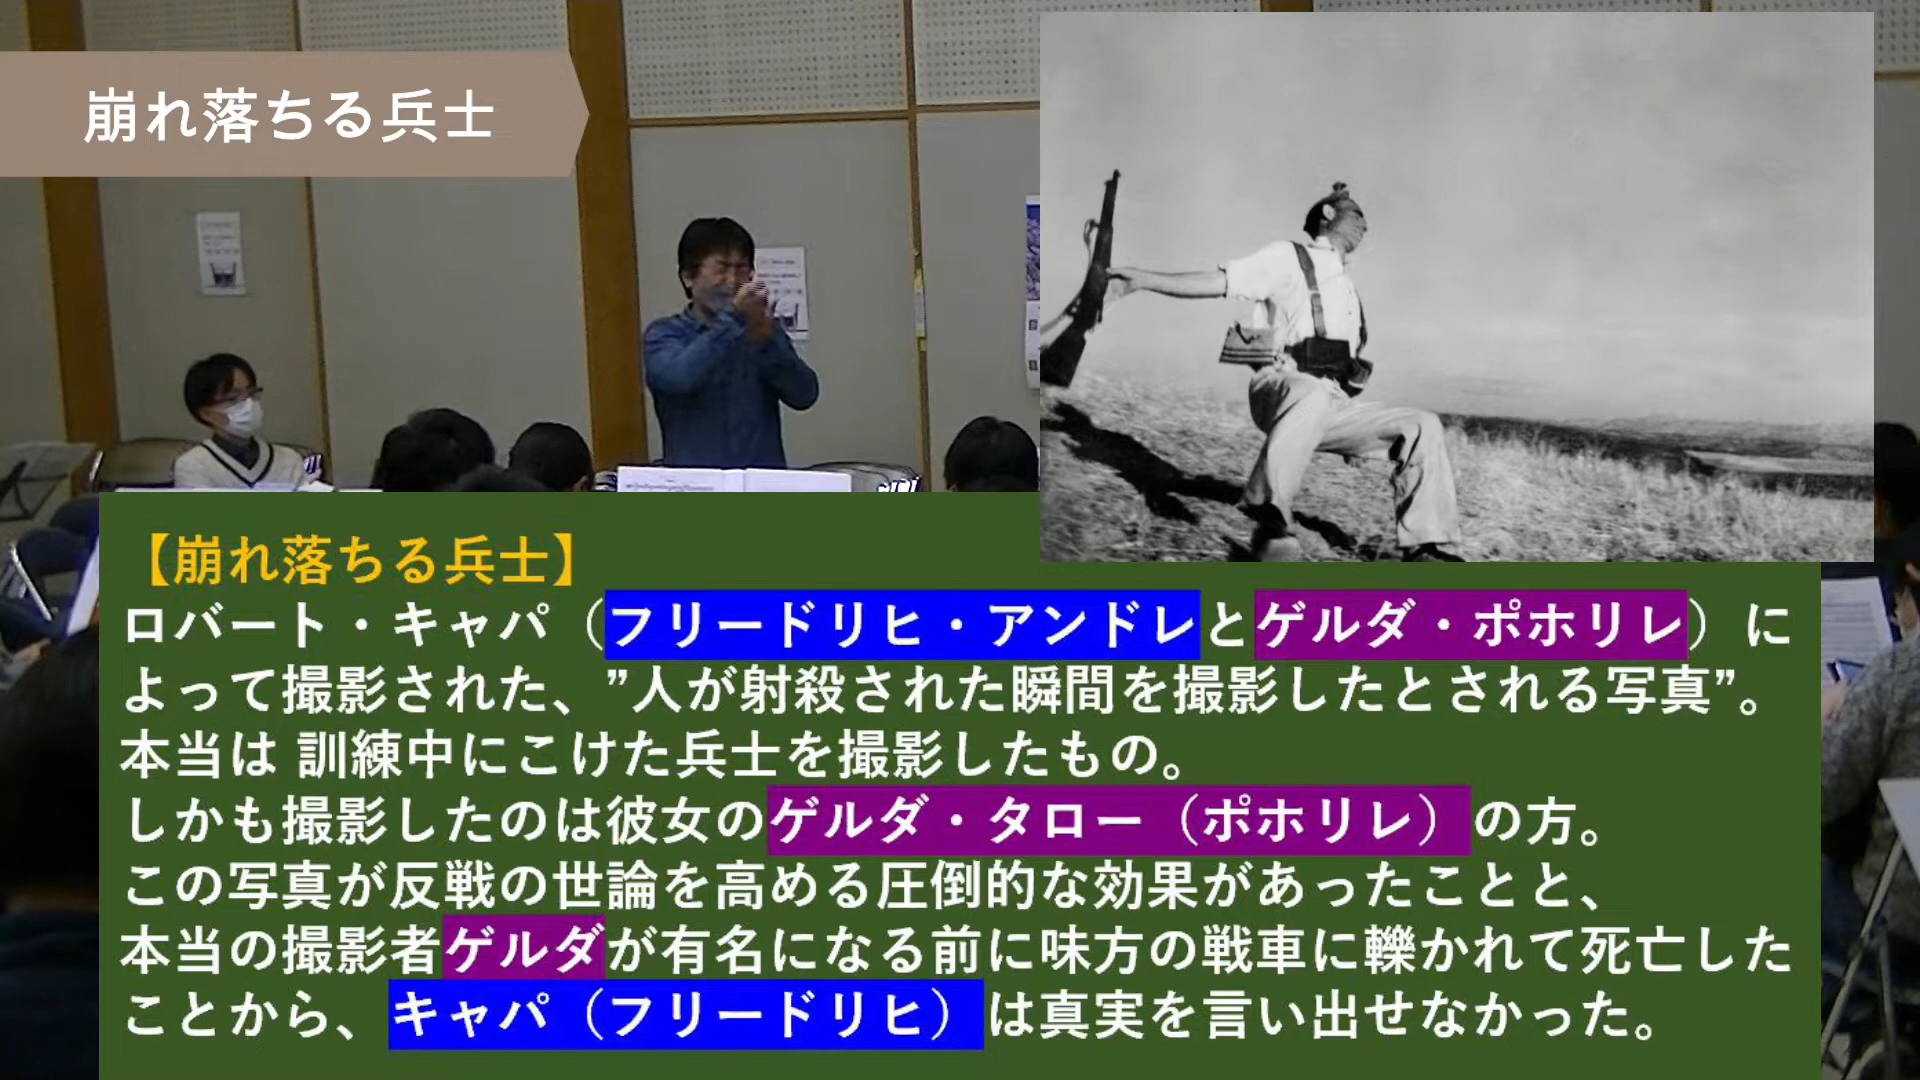 崩れ落ちる兵士
【崩れ落ちる兵士】
ロバート・キャパ（フリードリヒ・アンドレとゲルダ・ポホリレ）に
よって撮影された、”人が射殺された瞬間を撮影したとされる写真”。
本当は 訓練中にこけた兵士を撮影したもの。
しかも撮影したのは彼女のゲルダ・タロー（ポホリレ）の方。
この写真が反戦の世論を高める圧倒的な効果があったことと、
本当の撮影者ゲルダが有名になる前に味方の戦車に轢かれて死亡した
ことから、キャパ（フリードリヒ）は真実を言い出せなかった。